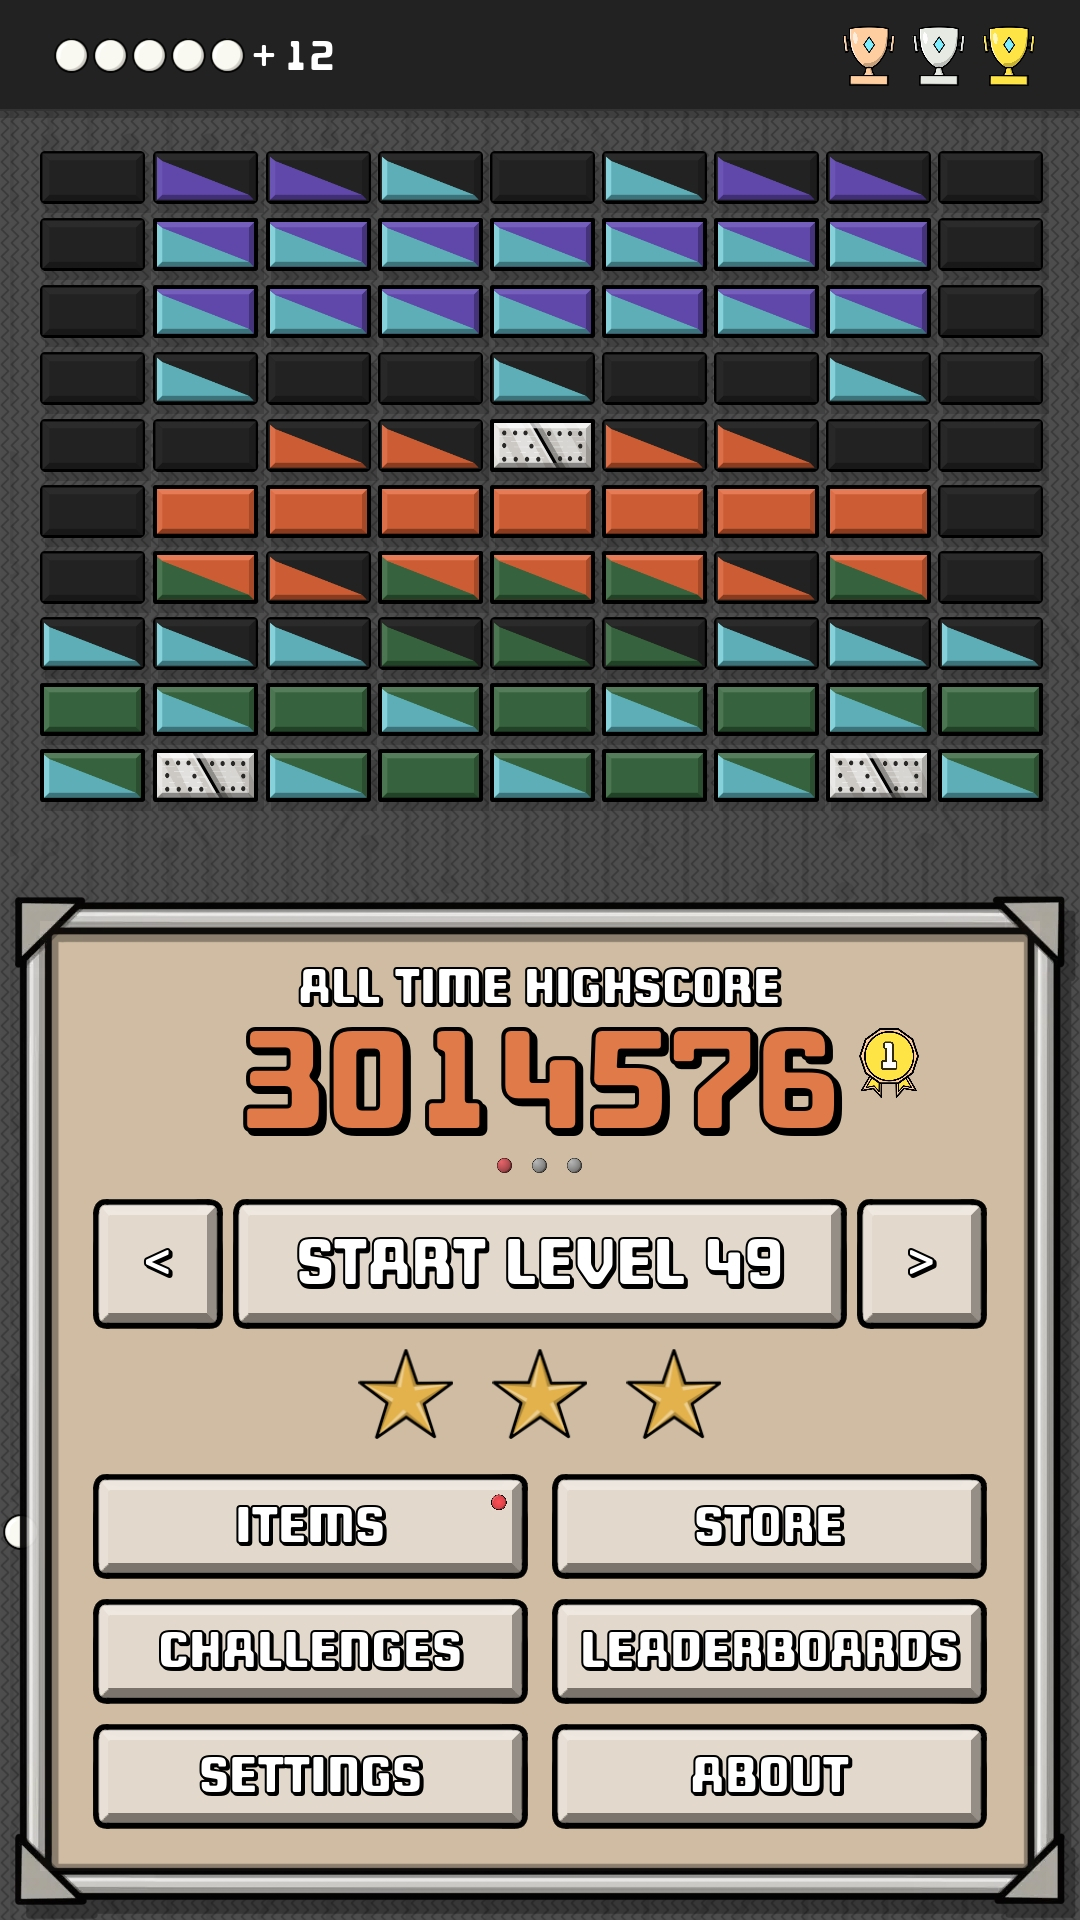 + 12
ALL TIME HIGHSCORE
3014576
1
< START LEVEL 49 >
ITEMS STORE
CHALLENGES LEADERBOARDS
SETTINGS ABOUT